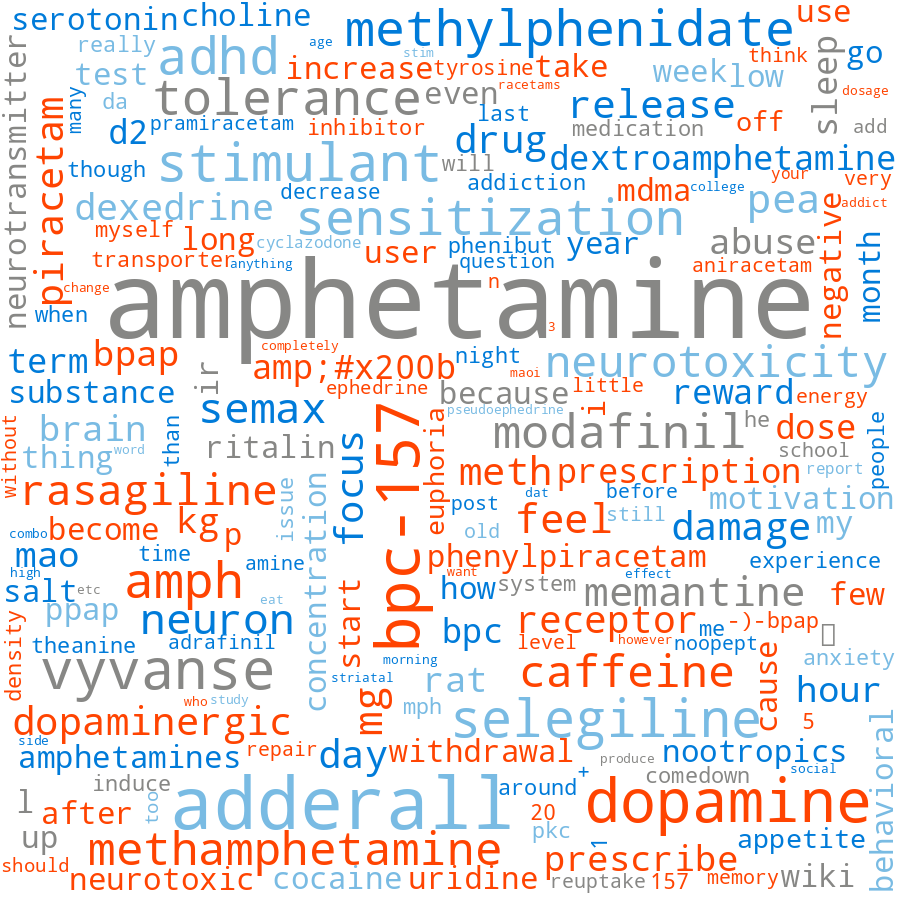 serotonin
choline
methylphenidate
use
age
stim
really
adhd
increase
tyrosine
take
think
go
neurotransmitter
test
racetams
week
low
sleep
dosage
many
da
tolerance
even
release
d2
pramiracetam
inhibitor
last
medication
off
add
drug
though
stimulant
will
dextroamphetamine
piracetam
decrease
addiction
mdma
college
your
very
dexedrine
sensitization
pea
addict
negative
myself
long
cyclazodone
user
phenibut
year
abuse
month
transporter
anything
question
aniracetam
n
change
amphetamine
when
3
completely
term
bpap
amp;#x200b
night
maoi
neurotoxicity
substance
ir
ephedrine
because
little
reward
energy
semax
bpc-157
euphoria
pseudoephedrine
i
brain
than
ritalin
modafinil
he
dose
people
without
thing
word
focus
school
report
meth
prescription
rasagiline
issue
concentration
dat
before
motivation
post
become
kg
p
old
feel
still
damage
my
combo
mao
time
amine
phenylpiracetam
experience
high
salt
etc
amph
eat
start
want
how
system
effect
memantine
few
ppap
neuron
bpc
receptor
me
-)-bpap
density
theanine
adrafinil
level
however
noopept
cause
vyvanse
morning
striatal
rat
caffeine
anxiety
who
study
mg
mph
hour
dopaminergic
selegiline
5
behavioral
side
amphetamines
repair
day
withdrawal
nootropics
produce
induce
comedown
social
l
after
too
adderall
around
+
20
dopamine
up
pkc
1
appetite
should
methamphetamine
prescribe
neurotoxic
cocaine
uridine
reuptake
157
memory
wiki